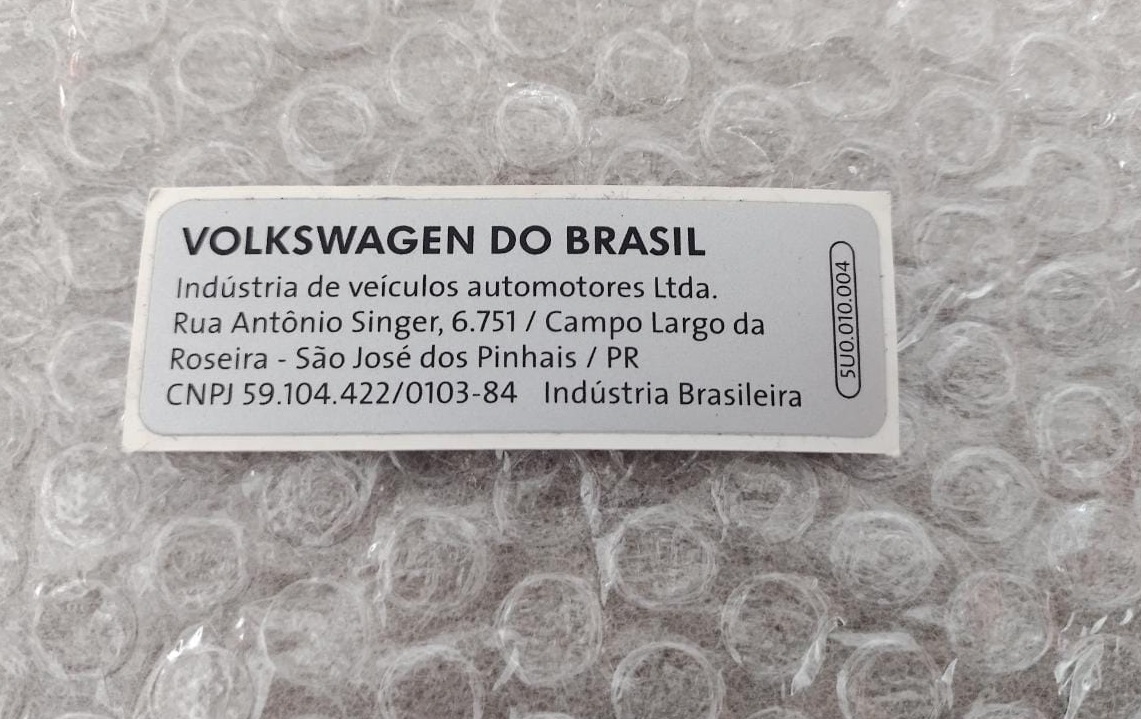 VOLKSWAGEN DO BRASIL
Indústria de veículos automotores Ltda.
Rua Antônio Singer, 6.751 / Campo Largo da
Roseira - São José dos Pinhais / PR
CNPJ 59.104.422/0103-84 Indústria Brasileira
5U0.010.004